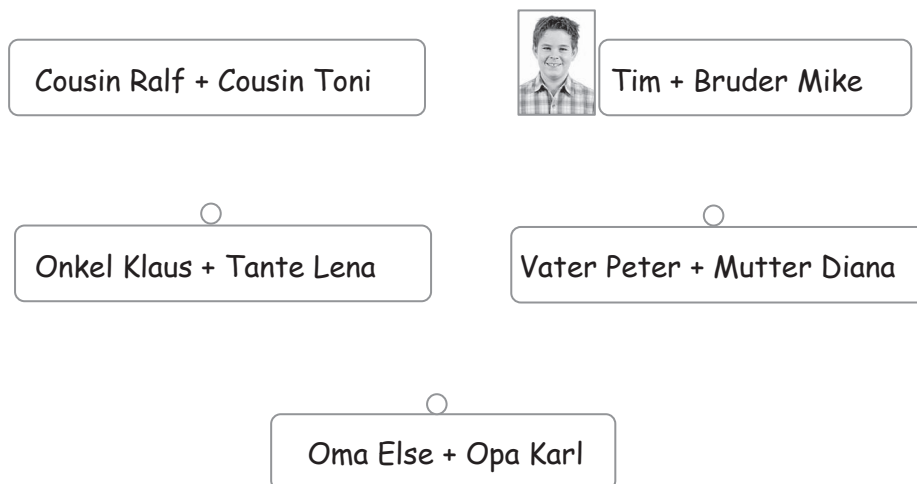 Cousin Ralf + Cousin Toni
Tim + Bruder Mike
Onkel Klaus + Tante Lena
Vater Peter + Mutter Diana
Oma Else + Opa Karl